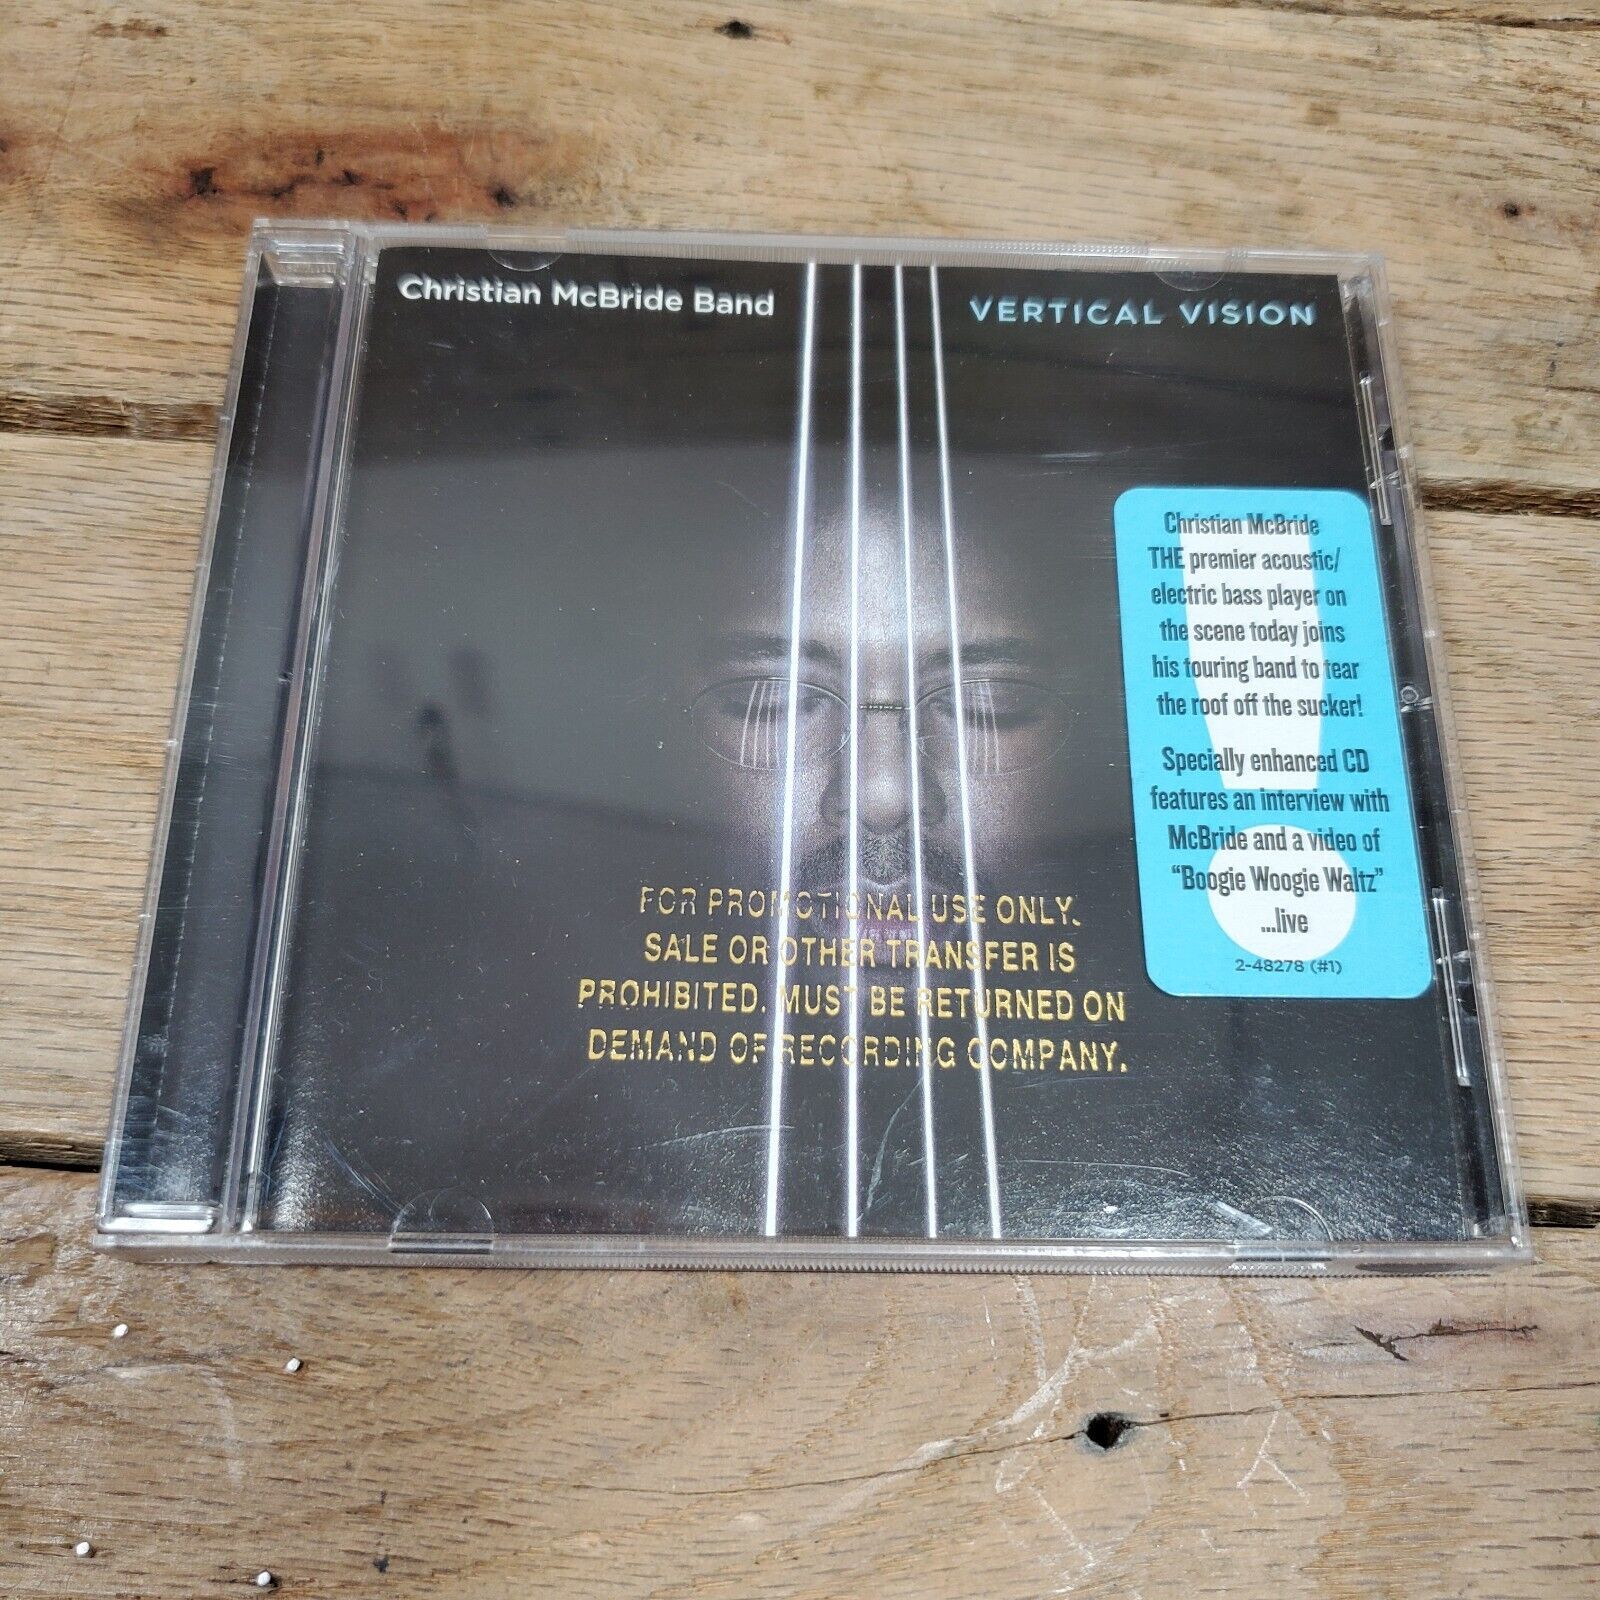 Christian McBride Band
VERTICAL VISION
Christian McBride
THE premier acoustic/
electric bass player on
the scene today joins
his touring band to tear
the roof off the sucker!
Specially enhanced CD
features an interview with
McBride and a video of
"Boogie Woogie Waltz"
...live
2-48278 (#1)
FOR PROMOTIONAL USE ONLY.
SALE OR OTHER TRANSFER IS
PROHIBITED. MUST BE RETURNED ON
DEMAND OF RECORDING COMPANY.